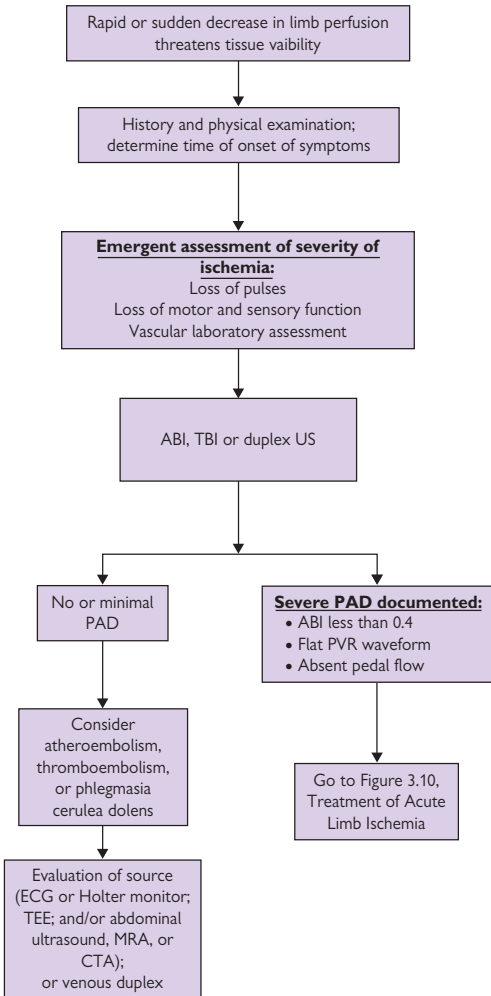 Rapid or sudden decrease in limb perfusion
threatens tissue vaibility
History and physical examination;
determine time of onset of symptoms
Emergent assessment of severity of
ischemia:
Loss of pulses
Loss of motor and sensory function
Vascular laboratory assessment
ABI, TBI or duplex US
No or minimal
PAD
Severe PAD documented:
• ABI less than 0.4
• Flat PVR waveform
• Absent pedal flow
Consider
atheroembolism,
thromboembolism,
or phlegmasia
cerulea dolens
Go to Figure 3.10,
Treatment of Acute
Limb Ischemia
Evaluation of source
(ECG or Holter monitor;
TEE; and/or abdominal
ultrasound, MRA, or
CTA);
or venous duplex